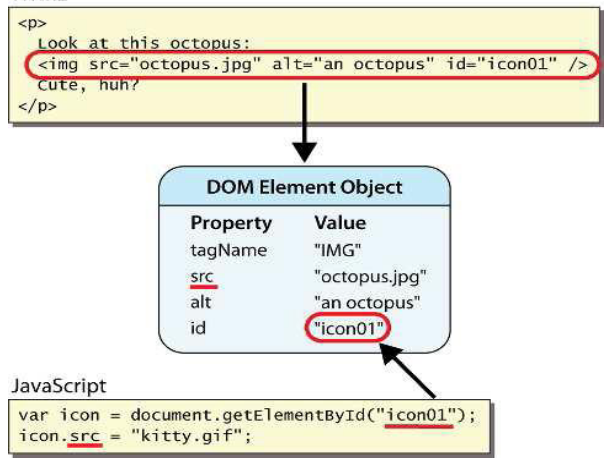 <p>
Look at this octopus:
<img src="octopus.jpg" alt="an octopus" id="icon01" />
Cute, huh?
</p>
DOM Element Object
Property Value
tagName "IMG"
src "octopus.jpg"
alt "an octopus"
id "icon01"
JavaScript
var icon = document.getElementById("icon01");
icon.src = "kitty.gif";